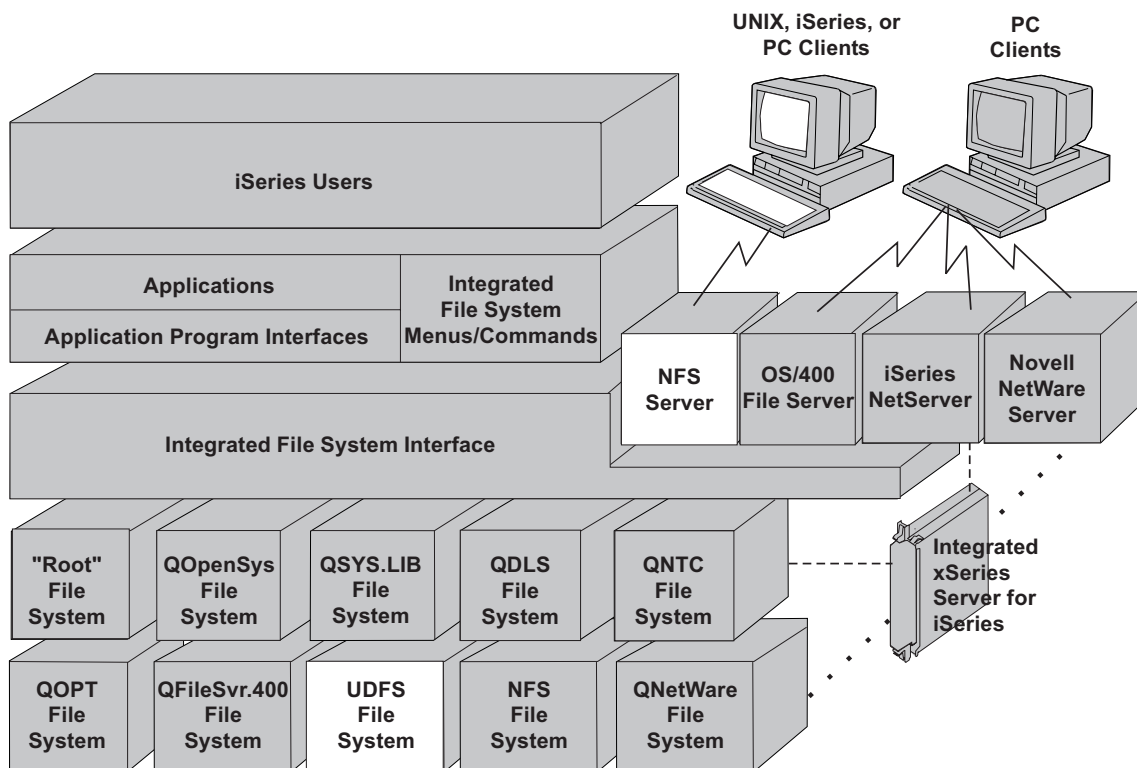 UNIX, iSeries, or
PC Clients
PC
Clients
iSeries Users
Applications
Application Program Interfaces
Integrated
File System
Menus/Commands
NFS
Server
OS/400
File Server
iSeries
NetServer
Novell
NetWare
Server
Integrated File System Interface
"Root"
File
System
QOpenSys
File
System
QSYS.LIB
File
System
QDLS
File
System
QNTC
File
System
Integrated
xSeries
Server for
iSeries
QOPT
File
System
QFileSvr.400
File
System
UDFS
File
System
NFS
File
System
QNetWare
File
System